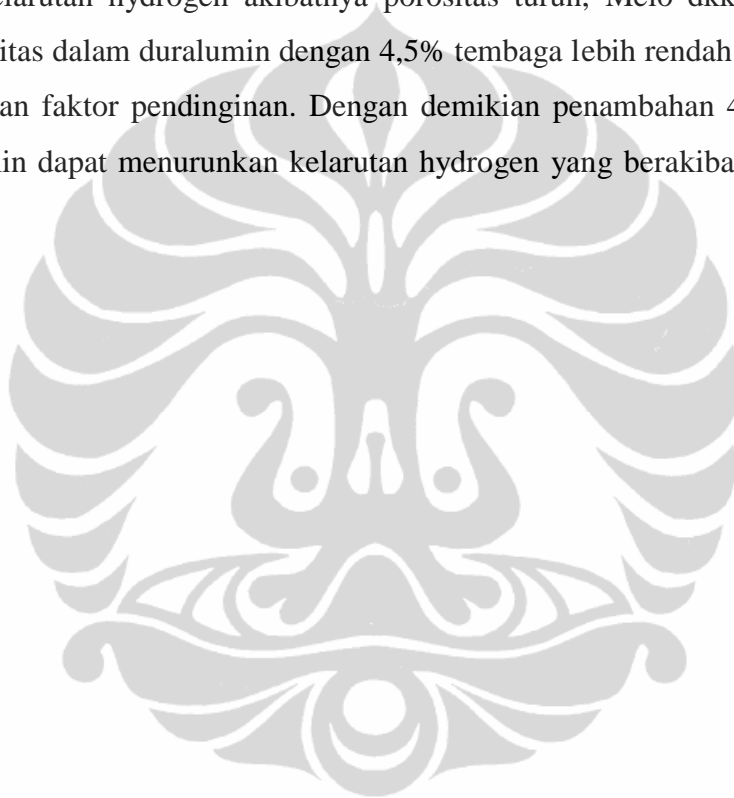 elarutan hydrogen akibatnya porositas turun, Melo dkk
itas dalam duralumin dengan 4,5% tembaga lebih rendah
an faktor pendinginan. Dengan demikian penambahan 4
in dapat menurunkan kelarutan hydrogen yang berakiba